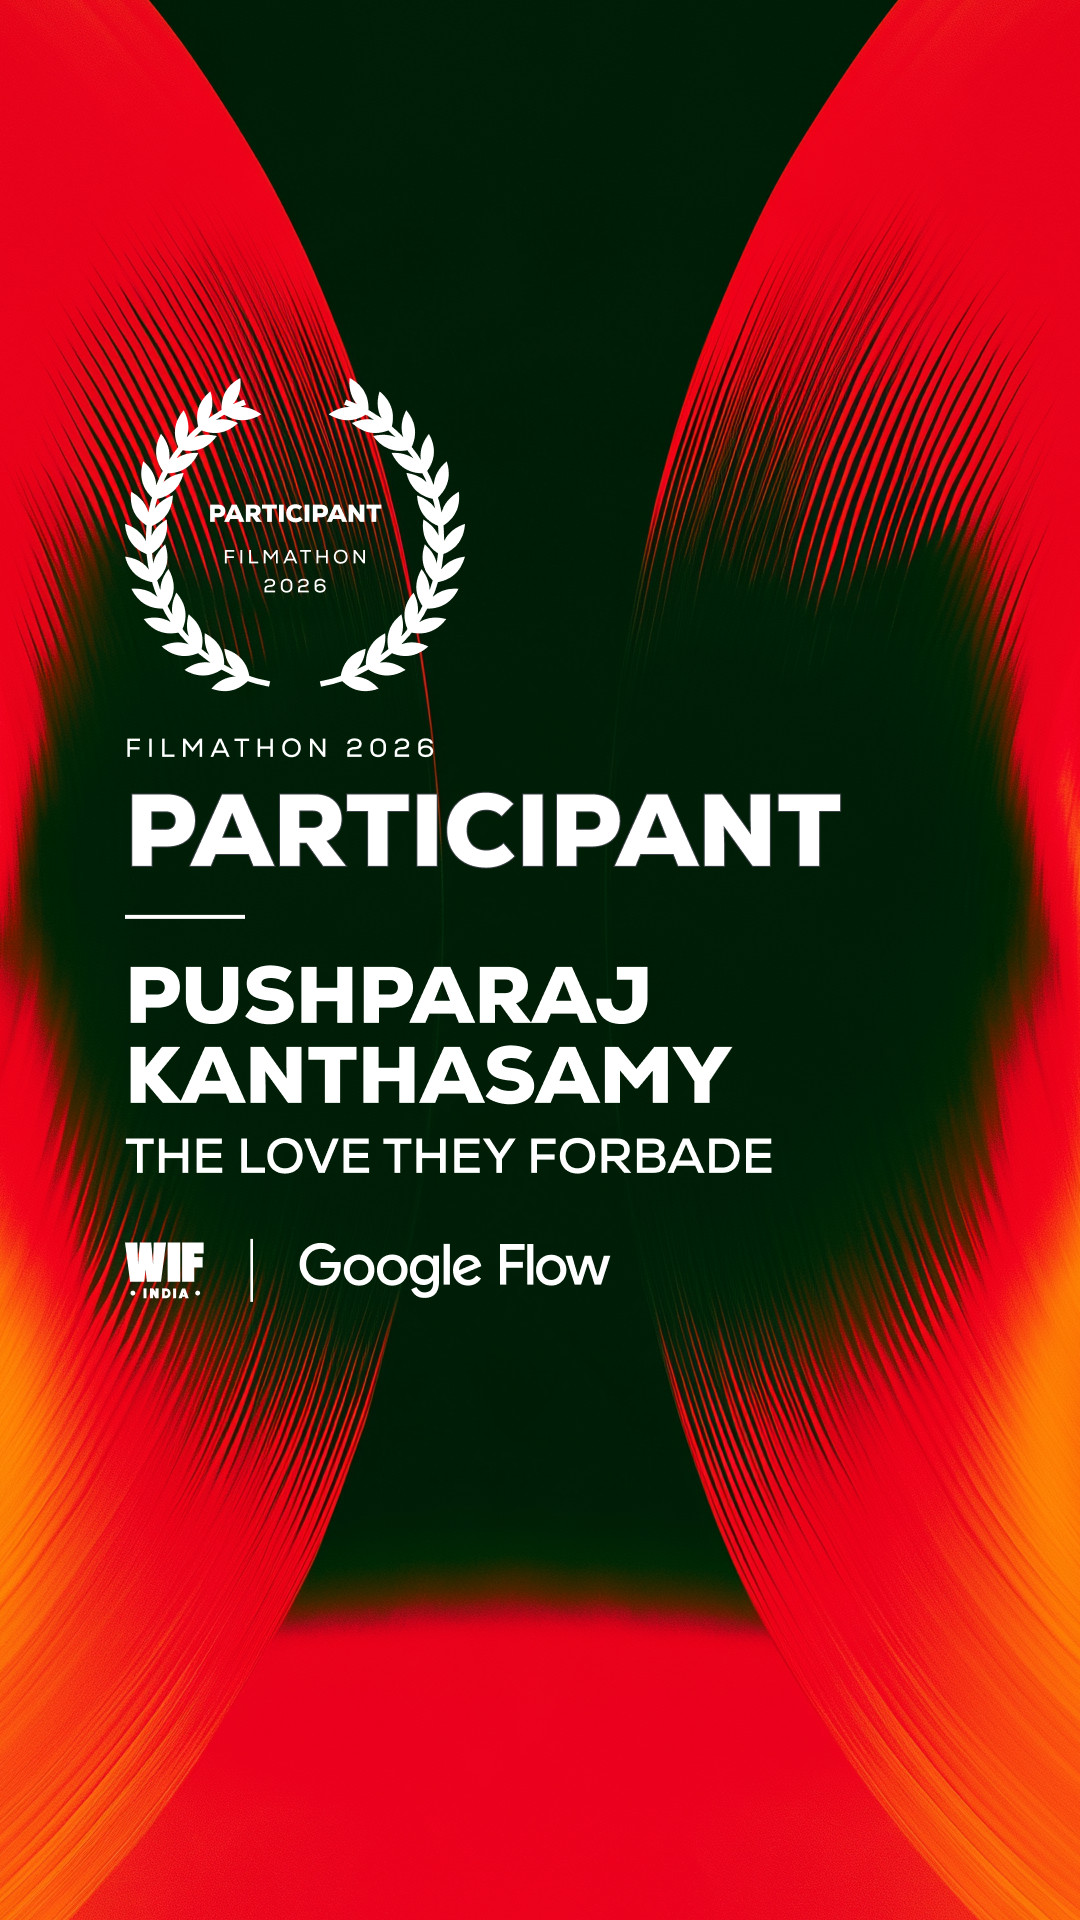 PARTICIPANT
FILMATHON
2026
FILMATHON 2026
PARTICIPANT
PUSHPARAJ
KANTHASAMY
THE LOVE THEY FORBADE
WIF
• INDIA •
Google Flow